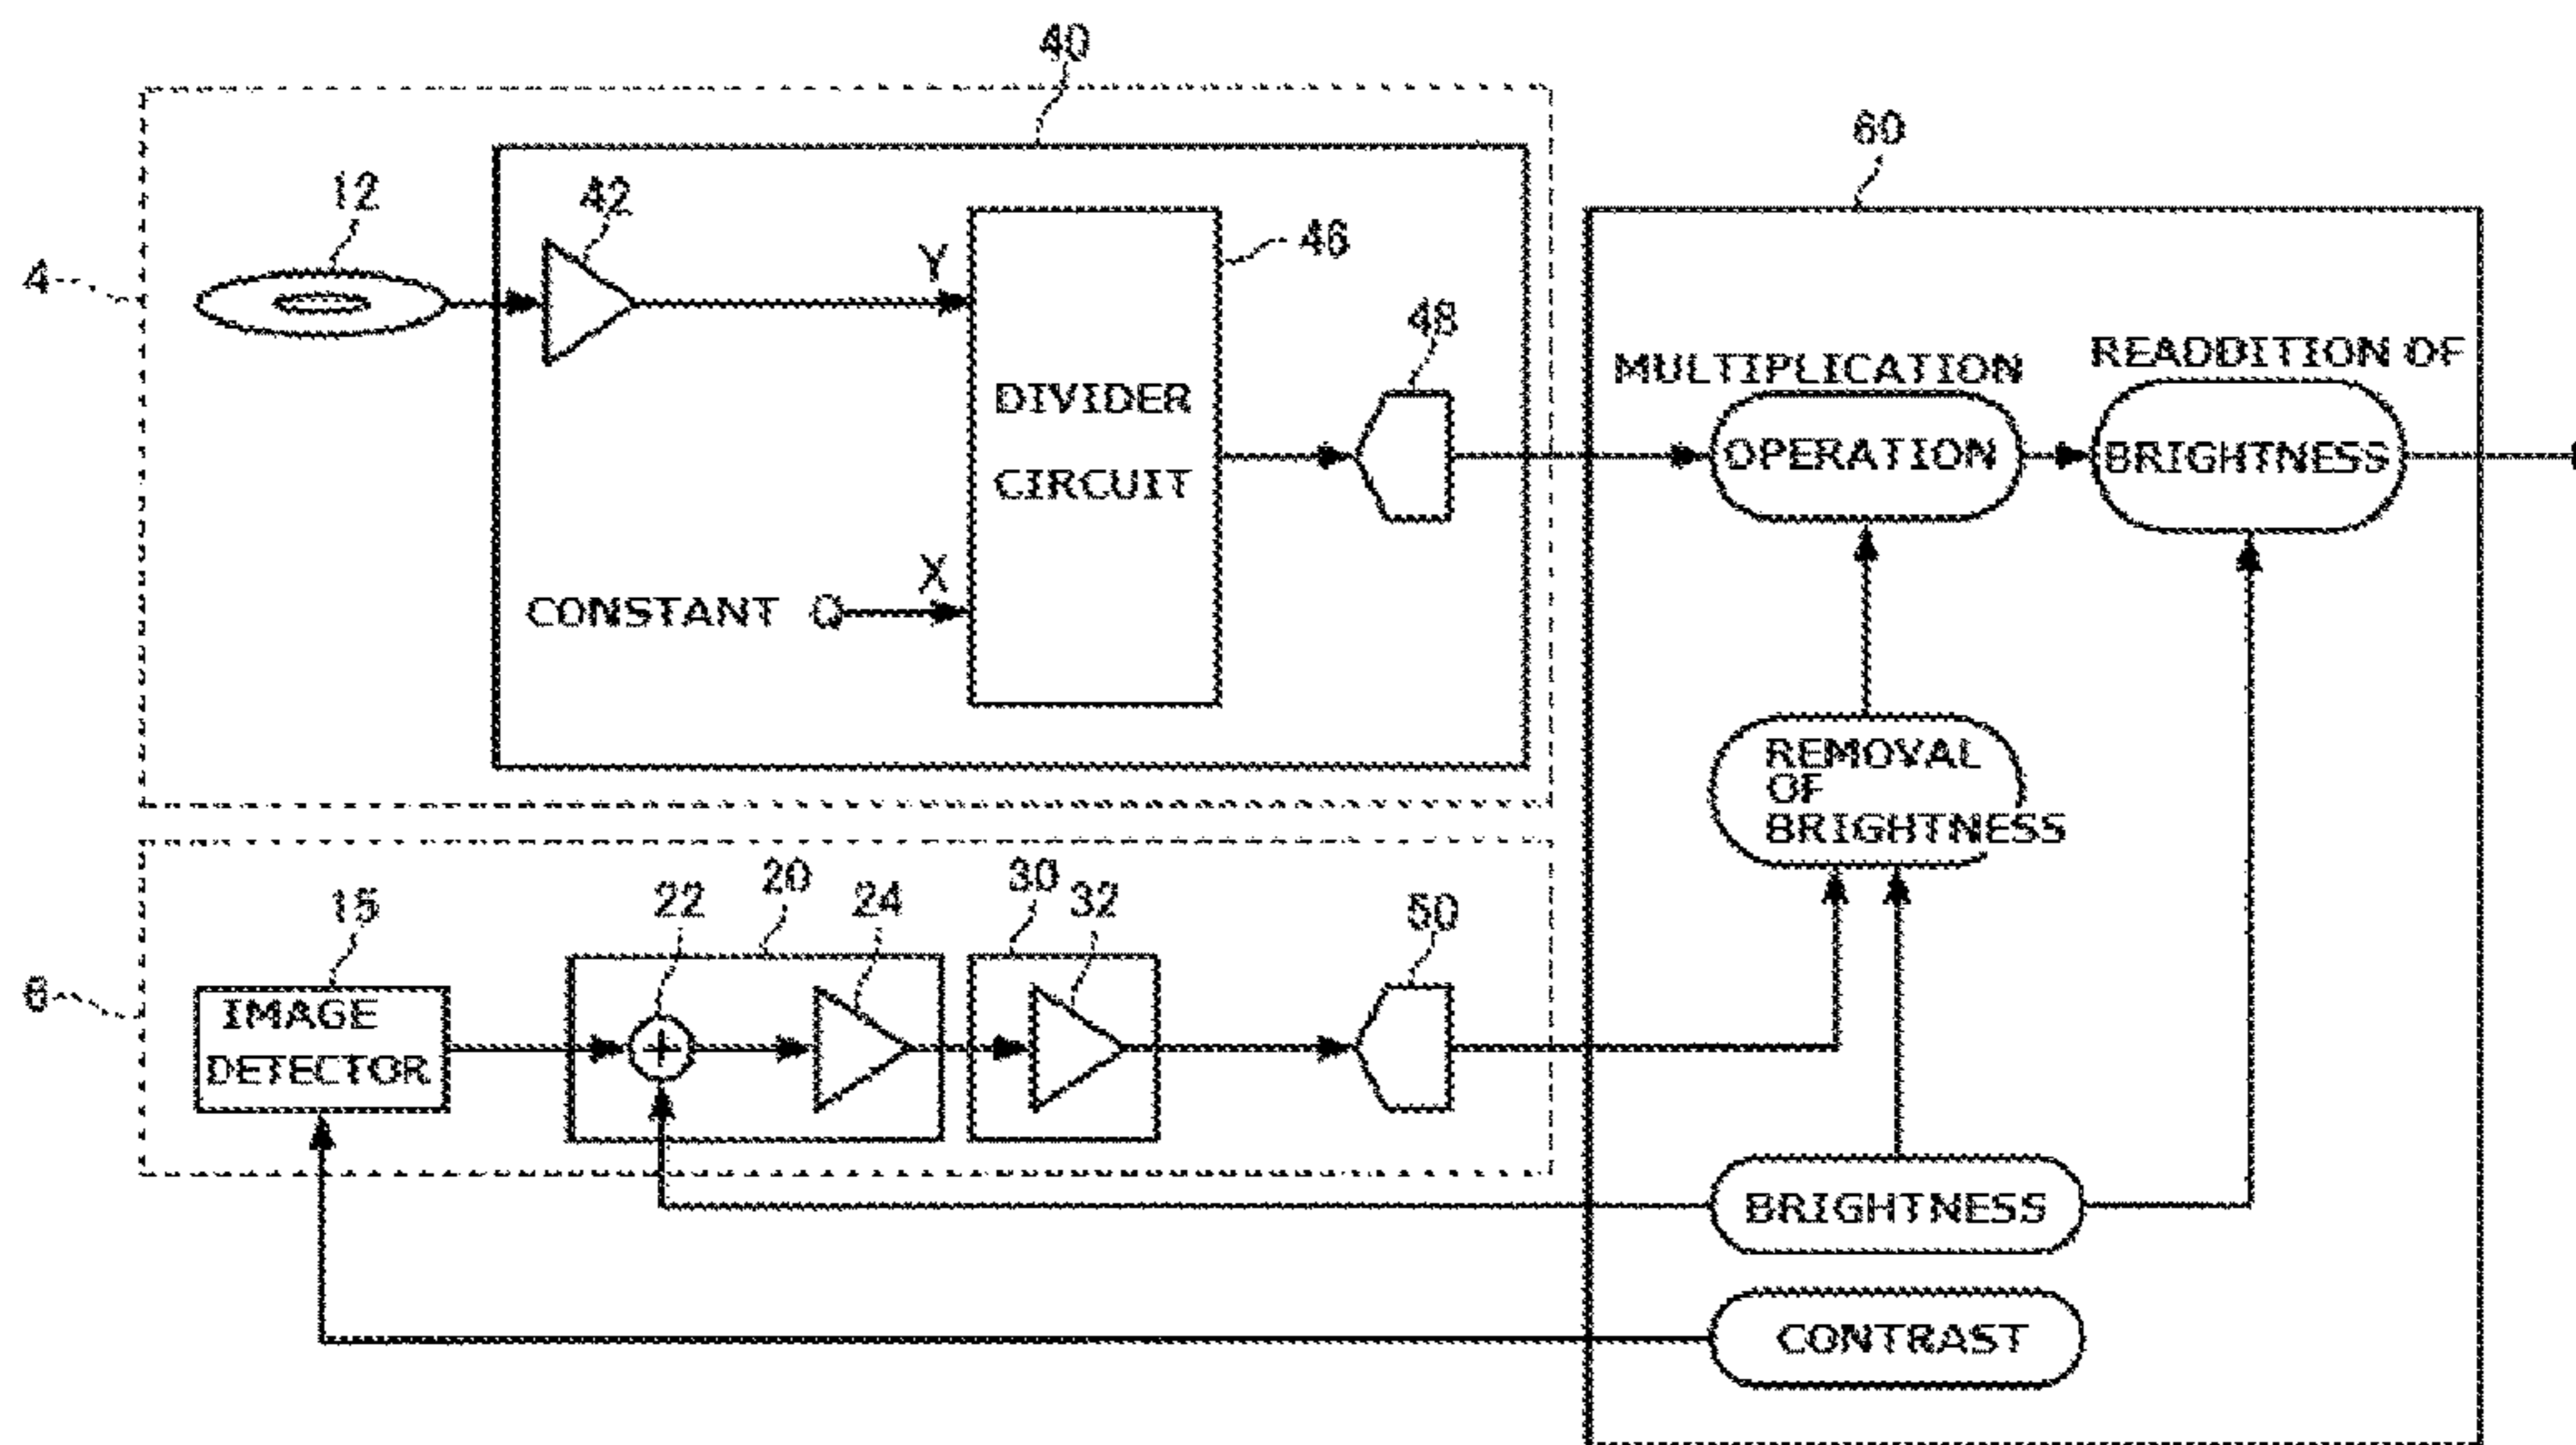 40
60
12
42
Y
46
4
48
MULTIPLICATION
READDITION OF
DIVIDER
CIRCUIT
OPERATION
BRIGHTNESS
X
CONSTANT
REMOVAL
OF
BRIGHTNESS
15
22
20
24
30
32
50
6
IMAGE
DETECTOR
+
BRIGHTNESS
CONTRAST